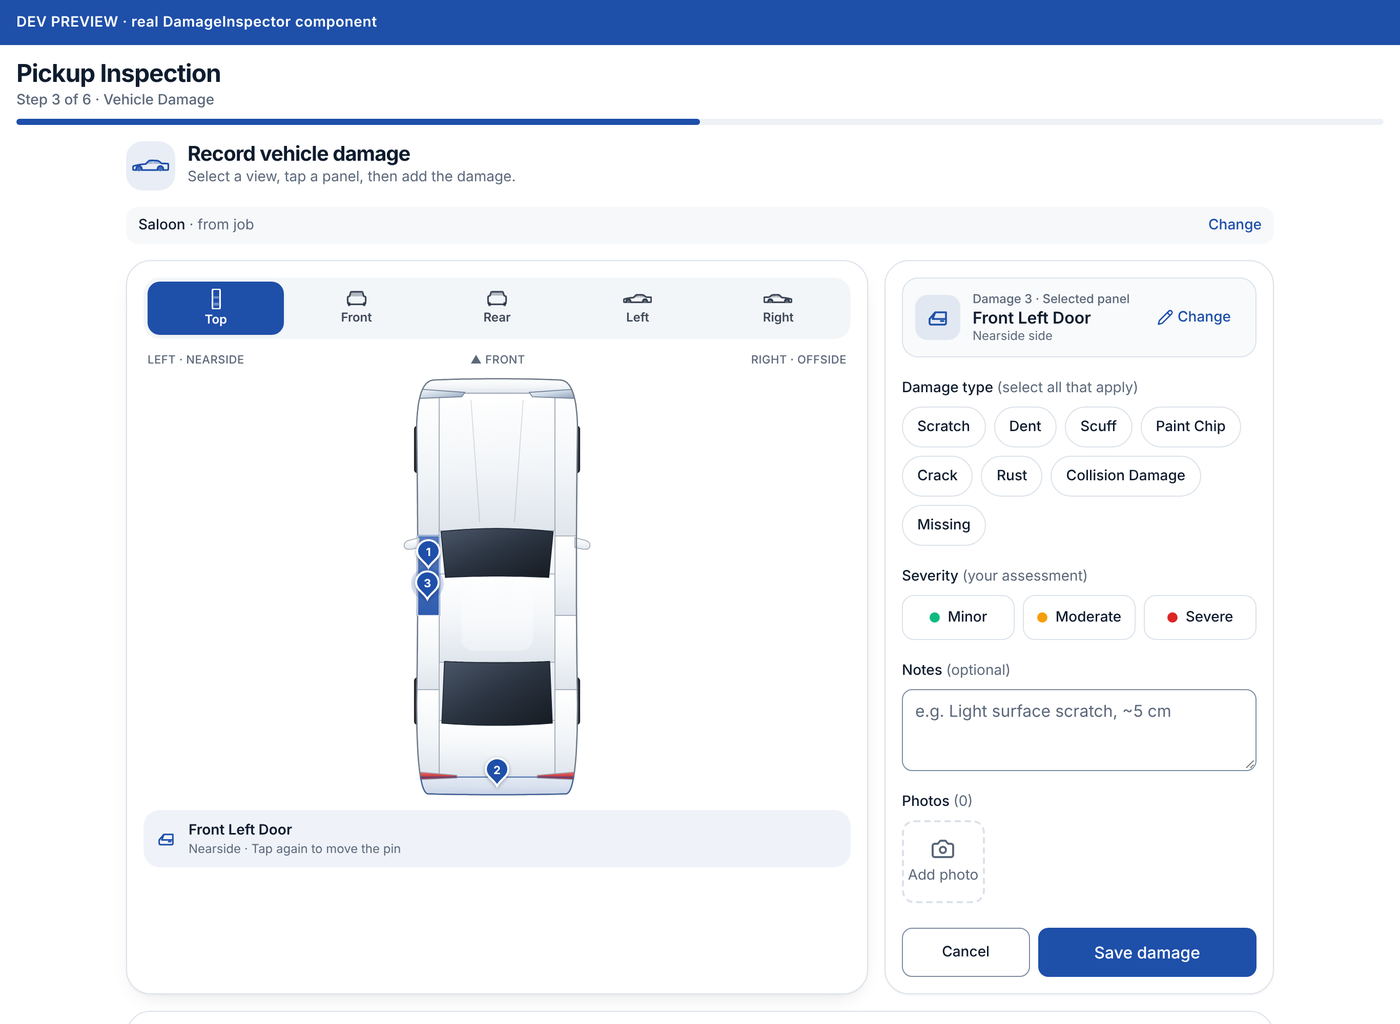 DEV PREVIEW · real DamageInspector component
Pickup Inspection
Step 3 of 6 · Vehicle Damage
Record vehicle damage
Select a view, tap a panel, then add the damage.
Saloon · from job
Change
Top
Front
Rear
Left
Right
LEFT · NEARSIDE
▲ FRONT
RIGHT · OFFSIDE
1
3
2
Front Left Door
Nearside · Tap again to move the pin
Damage 3 · Selected panel
Front Left Door
Nearside side
Change
Damage type (select all that apply)
Scratch
Dent
Scuff
Paint Chip
Crack
Rust
Collision Damage
Missing
Severity (your assessment)
Minor
Moderate
Severe
Notes (optional)
e.g. Light surface scratch, ~5 cm
Photos (0)
Add photo
Cancel
Save damage